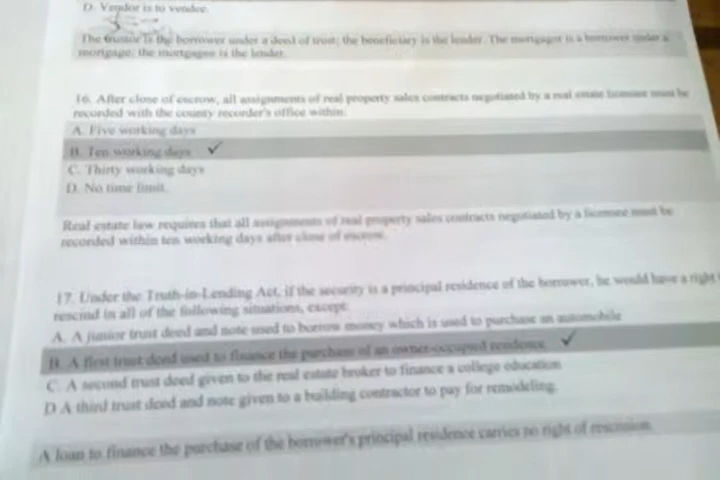 D. Vendor is to vendee.
The trustor is the borrower under a deed of trust; the beneficiary is the lender. The mortgagor is a borrower under a
mortgage; the mortgagee is the lender.
16. After close of escrow, all assignments of real property sales contracts negotiated by a real estate licensee must be
recorded with the county recorder's office within:
A. Five working days
B. Ten working days
C. Thirty working days
D. No time limit.
Real estate law requires that all assignments of real property sales contracts negotiated by a licensee must be
recorded within ten working days after close of escrow.
17. Under the Truth-in-Lending Act, if the security is a principal residence of the borrower, he would have a right
rescind in all of the following situations, except:
A. A junior trust deed and note used to borrow money which is used to purchase an automobile
B. A first trust deed used to finance the purchase of an owner-occupied residence
C. A second trust deed given to the real estate broker to finance a college education
D A third trust deed and note given to a building contractor to pay for remodeling.
A loan to finance the purchase of the borrower's principal residence carries no right of rescission.